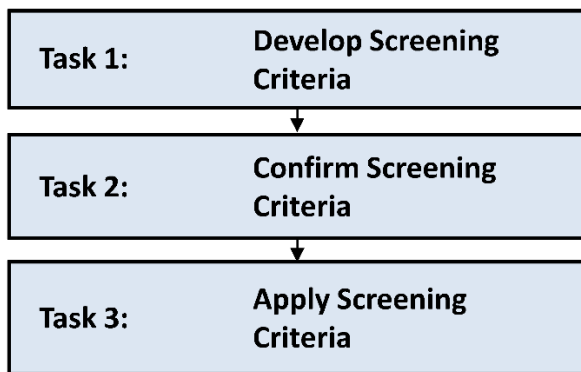 Task 1:
Develop Screening
Criteria
Task 2:
Confirm Screening
Criteria
Task 3:
Apply Screening
Criteria